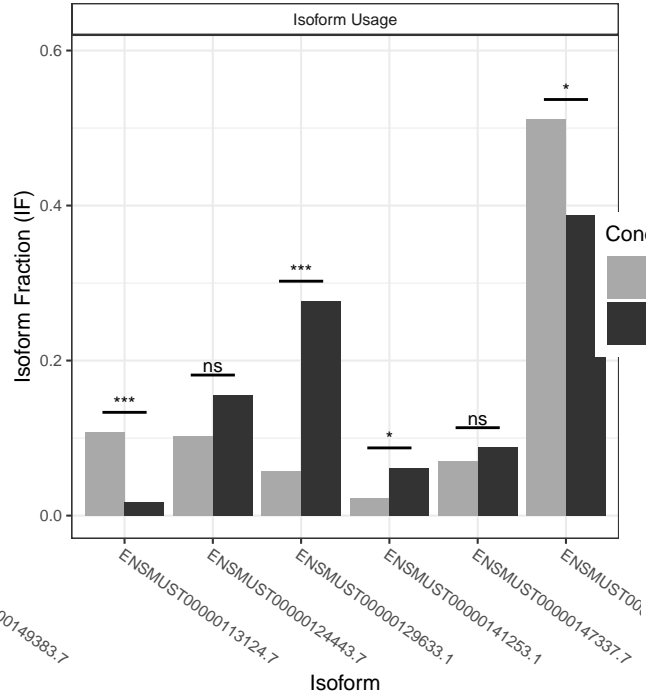 Isoform Usage
0.6
0.4
0.2
0.0
Isoform Fraction (IF)
***
ns
***
*
ns
*
ENSMUST00000113124.7
ENSMUST00000124443.7
ENSMUST00000129633.1
ENSMUST00000141253.1
ENSMUST00000147337.7
Isoform